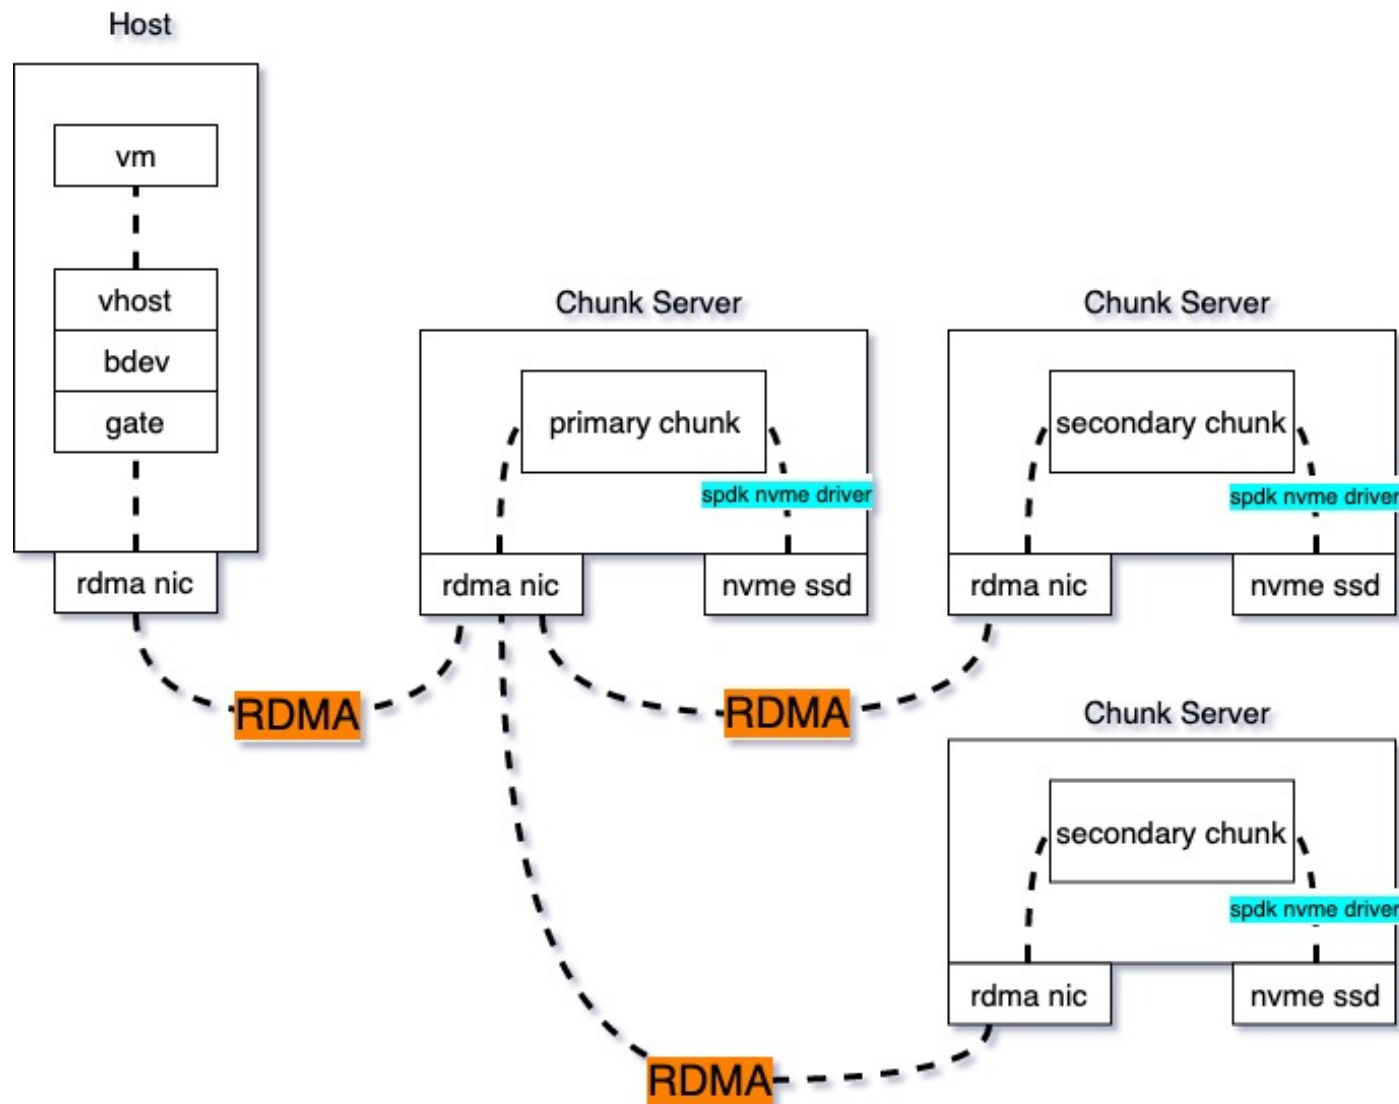 Host
vm
vhost
bdev
gate
rdma nic
RDMA
Chunk Server
primary chunk
spdk nvme driver
rdma nic
nvme ssd
RDMA
Chunk Server
secondary chunk
spdk nvme driver
rdma nic
nvme ssd
Chunk Server
secondary chunk
spdk nvme driver
rdma nic
nvme ssd
RDMA